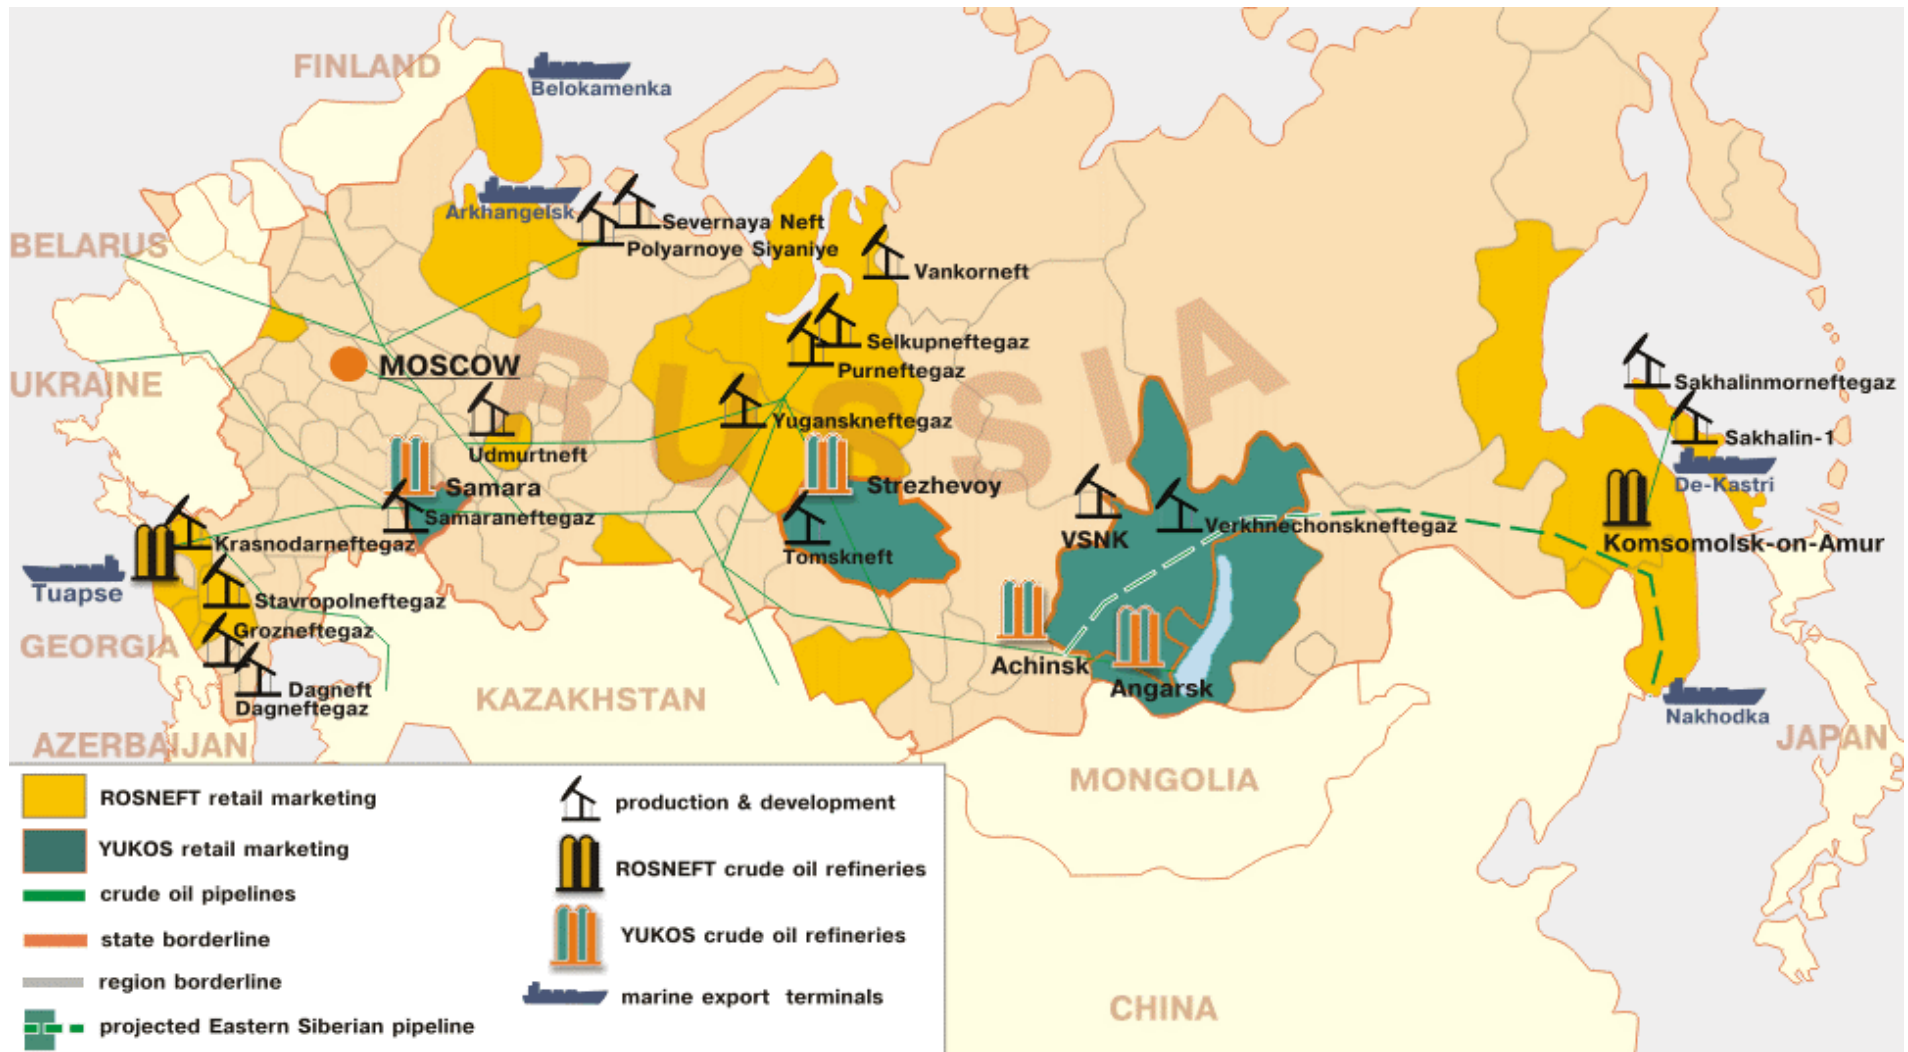 FINLAND
Belokamenka
Arkhangelsk
Severnaya Neft
Polyarnoye Siyaniye
BELARUS
Vankorneft
RUSSIA
Selkupneftegaz
Purneftegaz
MOSCOW
UKRAINE
Sakhalinmorneftegaz
Yuganskneftegaz
Sakhalin-1
Udmurtneft
Samara
Strezhevoy
De-Kastri
Samaraneftegaz
Verkhnechonskneftegaz
VSNK
Krasnodarneftegaz
Komsomolsk-on-Amur
Tomskneft
Tuapse
Stavropolneftegaz
Grozneftegaz
GEORGIA
Achinsk
Angarsk
Dagneft
Dagneftegaz
KAZAKHSTAN
Nakhodka
AZERBAIJAN
JAPAN
MONGOLIA
CHINA
ROSNEFT retail marketing
YUKOS retail marketing
crude oil pipelines
state borderline
region borderline
projected Eastern Siberian pipeline
production & development
ROSNEFT crude oil refineries
YUKOS crude oil refineries
marine export terminals